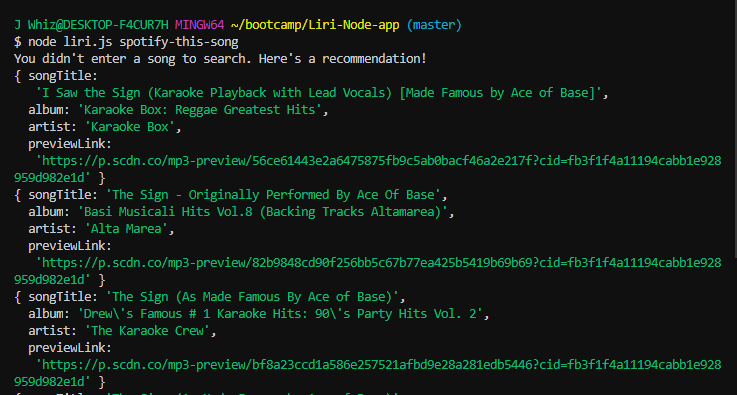 J Whiz@DESKTOP-F4CUR7H MINGW64 ~/bootcamp/Liri-Node-app (master)
$ node liri.js spotify-this-song
You didn't enter a song to search. Here's a recommendation!
{ songTitle:
   'I Saw the Sign (Karaoke Playback with Lead Vocals) [Made Famous by Ace of Base]',
  album: 'Karaoke Box: Reggae Greatest Hits',
  artist: 'Karaoke Box',
  previewLink:
   'https://p.scdn.co/mp3-preview/56ce61443e2a6475875fb9c5ab0bacf46a2e217f?cid=fb3f1f4a11194cabb1e928
959d982e1d' }
{ songTitle: 'The Sign - Originally Performed By Ace Of Base',
  album: 'Basi Musicali Hits Vol.8 (Backing Tracks Altamarea)',
  artist: 'Alta Marea',
  previewLink:
   'https://p.scdn.co/mp3-preview/82b9848cd90f256bb5c67b77ea425b5419b69b69?cid=fb3f1f4a11194cabb1e928
959d982e1d' }
{ songTitle: 'The Sign (As Made Famous By Ace of Base)',
  album: 'Drew\'s Famous # 1 Karaoke Hits: 90\'s Party Hits Vol. 2',
  artist: 'The Karaoke Crew',
  previewLink:
   'https://p.scdn.co/mp3-preview/bf8a23ccd1a586e257521afbd9e28a281edb5446?cid=fb3f1f4a11194cabb1e928
959d982e1d' }